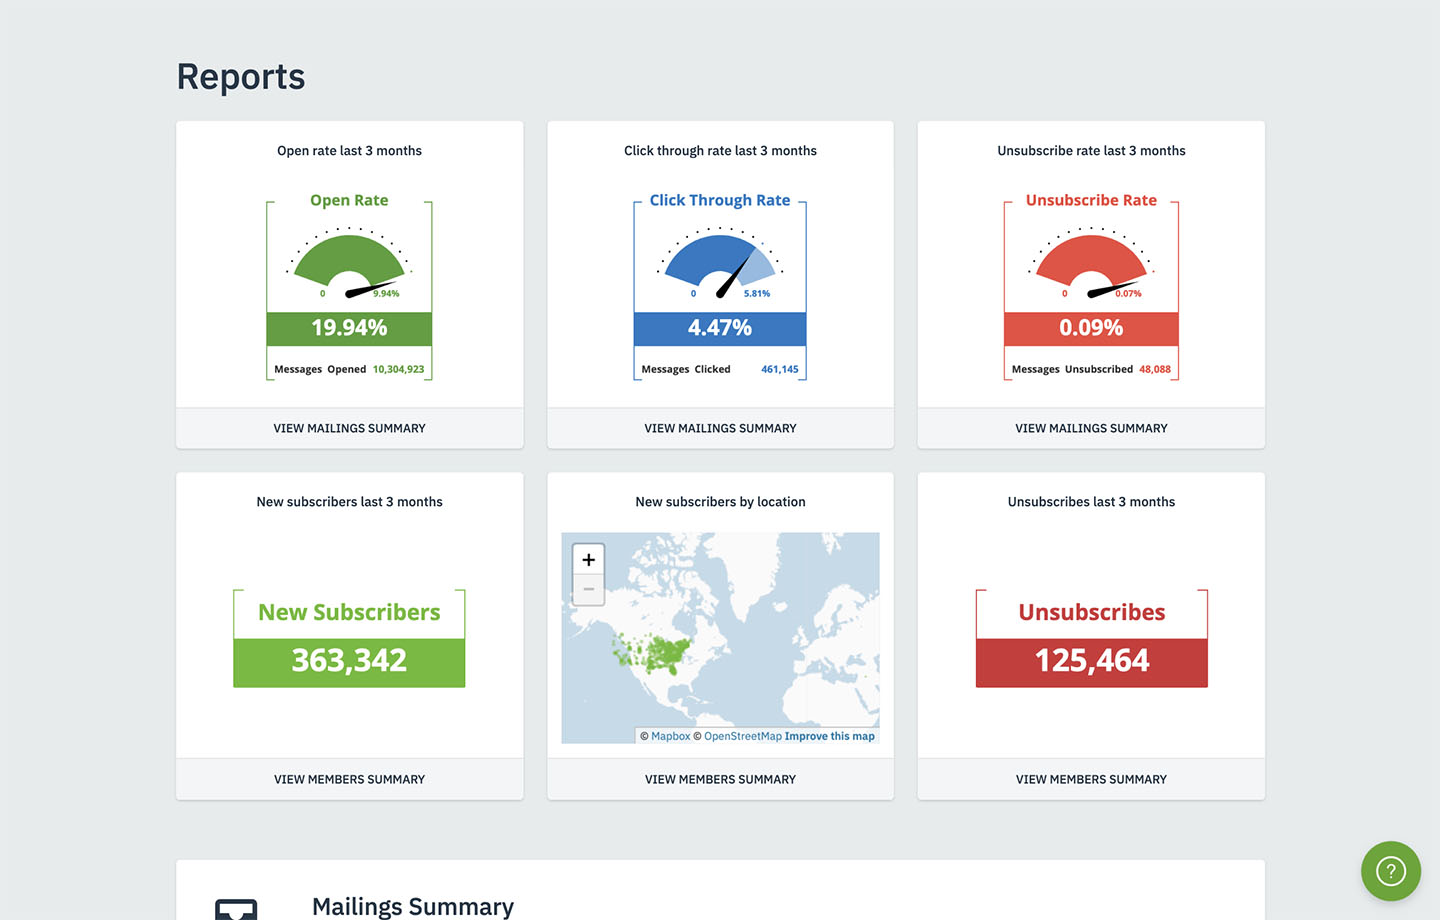 Reports
Open rate last 3 months
Open Rate
0
9.94%
19.94%
Messages Opened 10,304,923
VIEW MAILINGS SUMMARY
Click through rate last 3 months
Click Through Rate
0 5.81%
4.47%
Messages Clicked 461,145
VIEW MAILINGS SUMMARY
Unsubscribe rate last 3 months
Unsubscribe Rate
0 0.07%
0.09%
Messages Unsubscribed 48,088
VIEW MAILINGS SUMMARY
New subscribers last 3 months
New Subscribers
363,342
VIEW MEMBERS SUMMARY
New subscribers by location
+
−
© Mapbox © OpenStreetMap Improve this map
VIEW MEMBERS SUMMARY
Unsubscribes last 3 months
Unsubscribes
125,464
VIEW MEMBERS SUMMARY
Mailings Summary
?